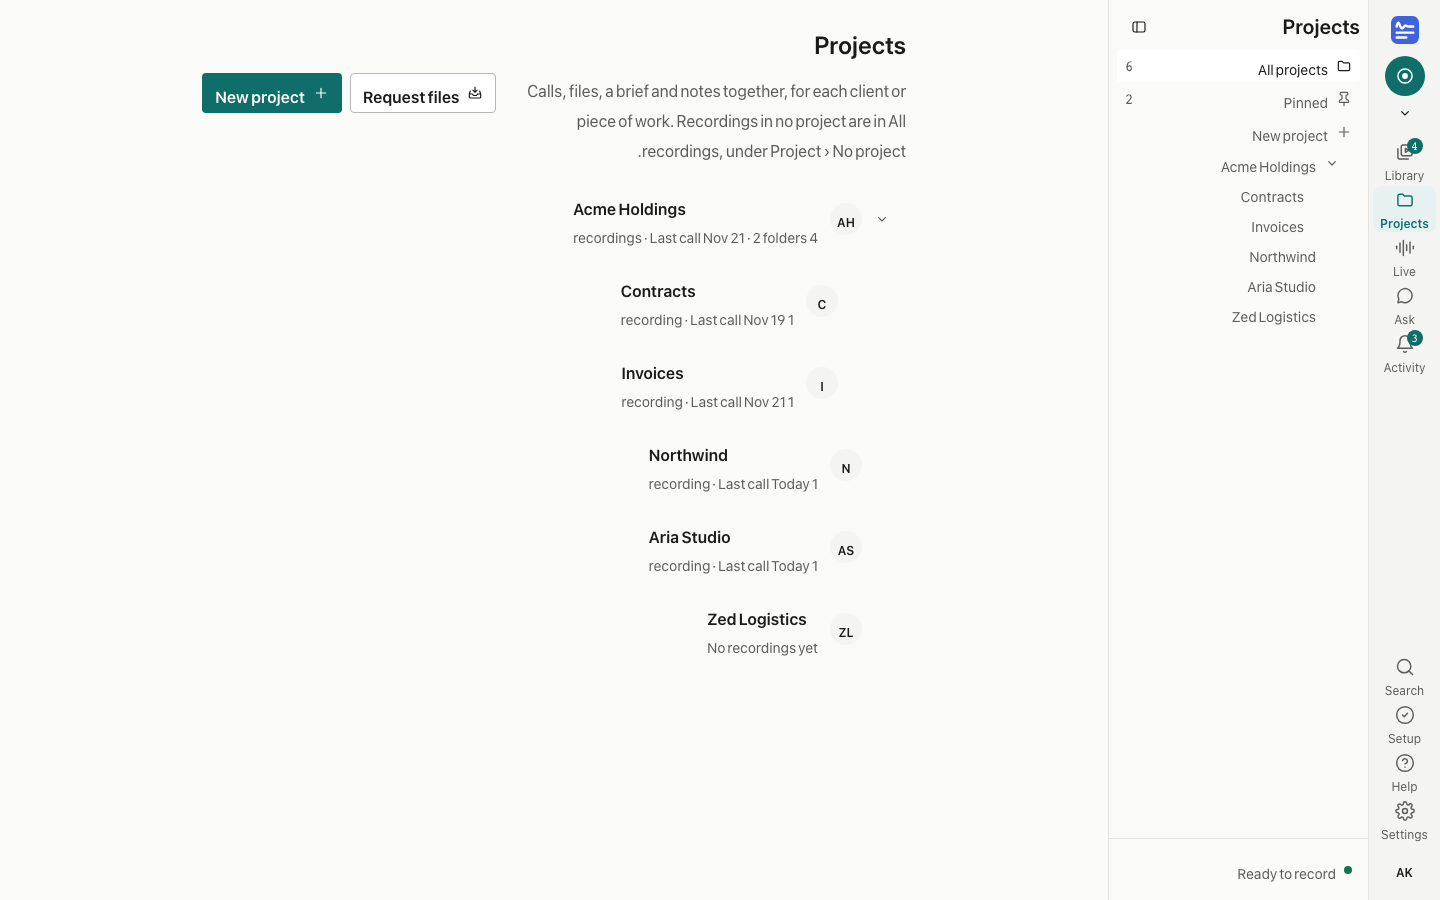 Projects
All projects
6
Pinned
2
New project
Acme Holdings
Contracts
Invoices
Northwind
Aria Studio
Zed Logistics
Ready to record
4
Library
Projects
Live
Ask
3
Activity
Search
Setup
Help
Settings
AK
Projects
Calls, files, a brief and notes together, for each client or
piece of work. Recordings in no project are in All
.recordings, under Project › No project
Request files
New project
AH
Acme Holdings
recordings · Last call Nov 21 · 2 folders 4
C
Contracts
recording · Last call Nov 19 1
I
Invoices
recording · Last call Nov 21 1
N
Northwind
recording · Last call Today 1
AS
Aria Studio
recording · Last call Today 1
ZL
Zed Logistics
No recordings yet